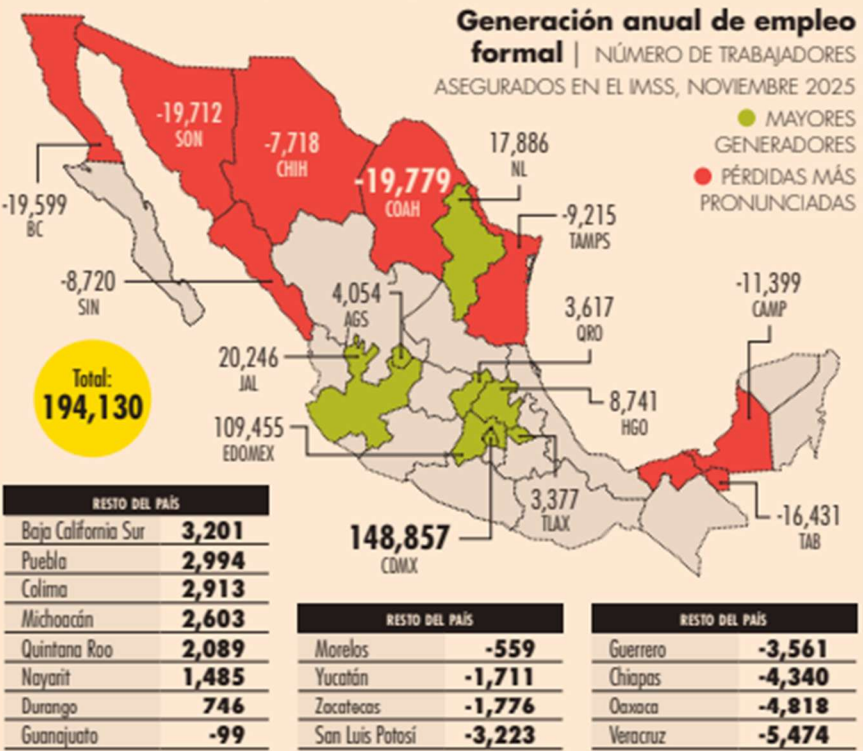 Generación anual de empleo
formal | NÚMERO DE TRABAJADORES
ASEGURADOS EN EL IMSS, NOVIEMBRE 2025
MAYORES
GENERADORES
PÉRDIDAS MÁS
PRONUNCIADAS
-19,712
SON
-7,718
CHIH
-19,779
COAH
17,886
NL
-19,599
BC
-9,215
TAMPS
-8,720
SIN
4,054
AGS
3,617
QRO
-11,399
CAMP
20,246
JAL
Total:
194,130
8,741
HGO
109,455
EDOMEX
3,377
TLAX
-16,431
TAB
148,857
CDMX
RESTO DEL PAÍS
Baja California Sur 3,201
Puebla 2,994
Colima 2,913
Michoacán 2,603
Quintana Roo 2,089
Nayarit 1,485
Durango 746
Guanajuato -99
RESTO DEL PAÍS
Morelos -559
Yucatán -1,711
Zacatecas -1,776
San Luis Potosí -3,223
RESTO DEL PAÍS
Guerrero -3,561
Chiapas -4,340
Oaxaca -4,818
Veracruz -5,474